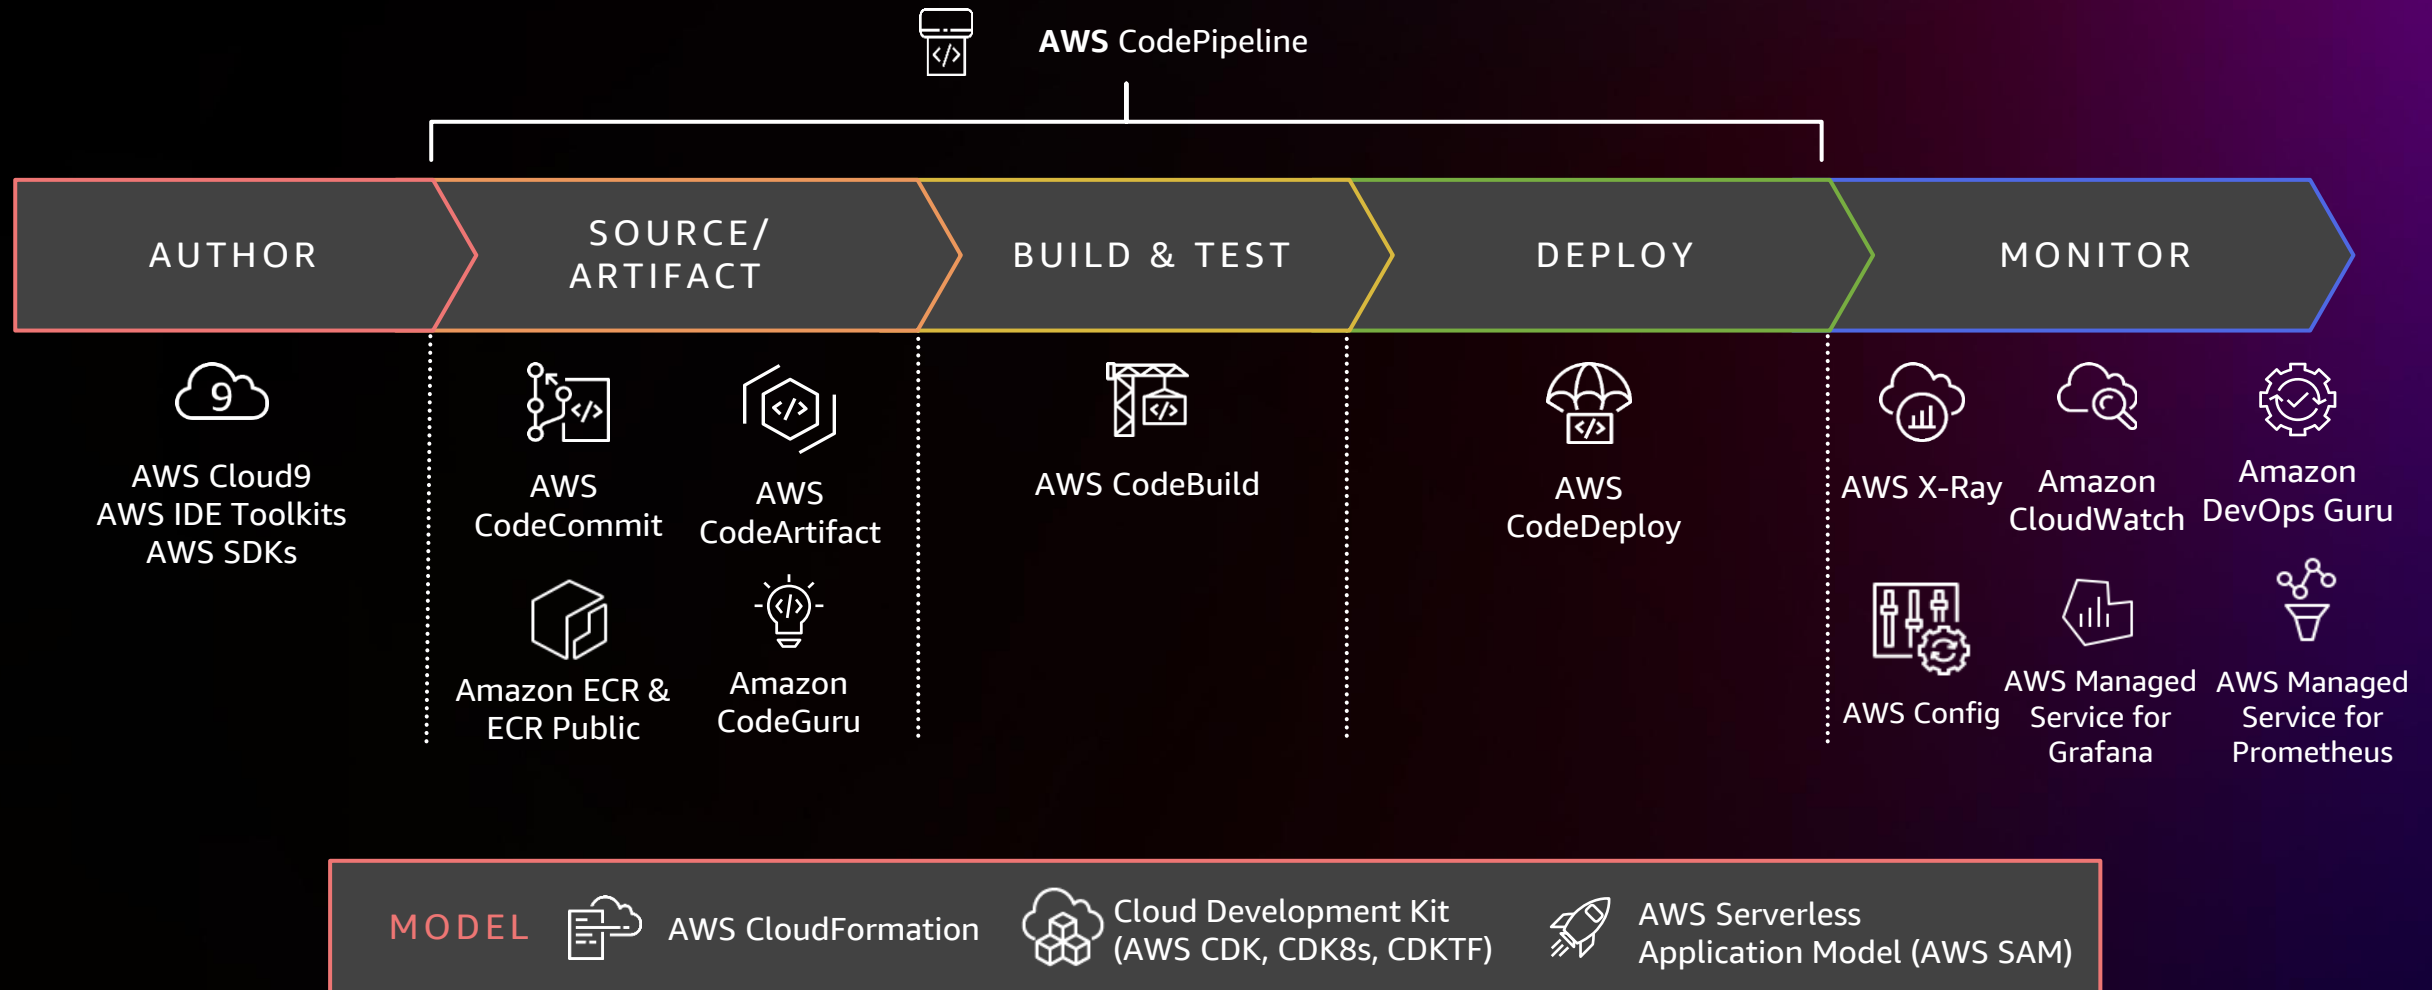 AWS CodePipeline
AUTHOR
SOURCE/
ARTIFACT
BUILD & TEST
DEPLOY
MONITOR
9
AWS Cloud9
AWS IDE Toolkits
AWS SDKs
</>
AWS
CodeCommit
</>
AWS
CodeArtifact
Amazon ECR &
ECR Public
</>
Amazon
CodeGuru
</>
AWS CodeBuild
</>
AWS
CodeDeploy
AWS X-Ray
Amazon
CloudWatch
Amazon
DevOps Guru
AWS Config
AWS Managed
Service for
Grafana
AWS Managed
Service for
Prometheus
MODEL
AWS CloudFormation
Cloud Development Kit
(AWS CDK, CDK8s, CDKTF)
AWS Serverless
Application Model (AWS SAM)